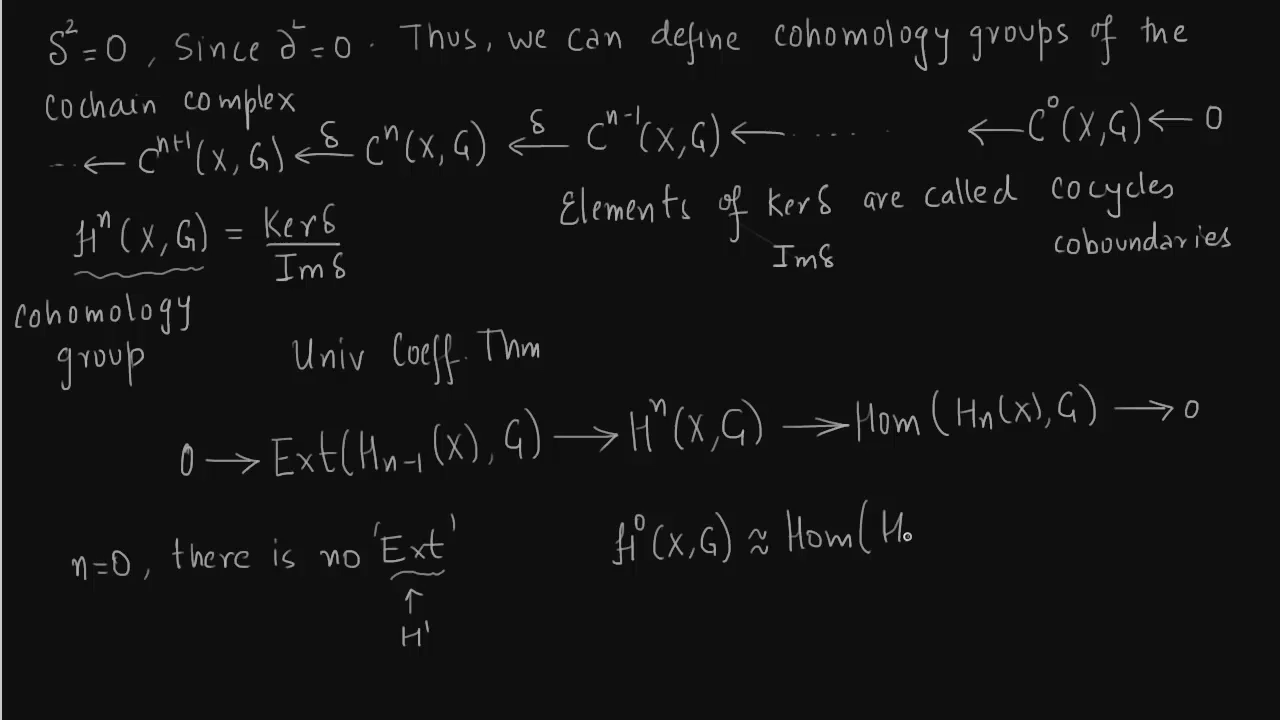 δ²=0, Since ∂²=0. Thus, we can define cohomology groups of the
cochain complex
... ← Cⁿ⁺¹(X,G) ←δ Cⁿ(X,G) ←δ Cⁿ⁻¹(X,G) ← ...... ← C⁰(X,G) ← 0
Hⁿ(X,G) = Kerδ / Imδ
Elements of kerδ are called cocycles
Imδ coboundaries
cohomology
group
Univ Coeff. Thm
0 → Ext(Hₙ₋₁(X), G) → Hⁿ(X,G) → Hom(Hₙ(X),G) → 0
n=0, there is no 'Ext' H⁰(X,G) ≈ Hom(H₀
↑
H¹